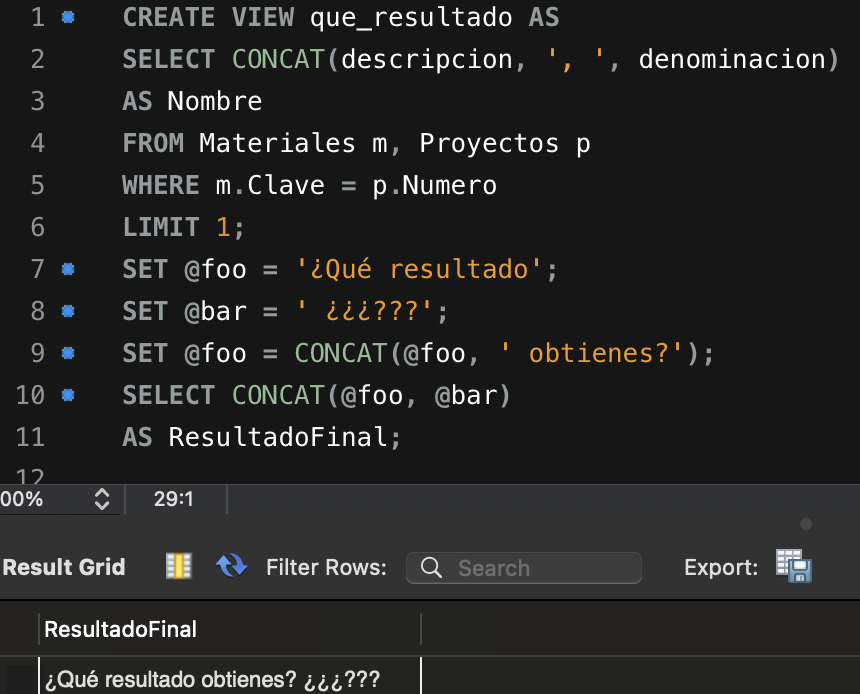 1 CREATE VIEW que_resultado AS
2 SELECT CONCAT(descripcion, ', ', denominacion)
3 AS Nombre
4 FROM Materiales m, Proyectos p
5 WHERE m.Clave = p.Numero
6 LIMIT 1;
7 SET @foo = '¿Qué resultado';
8 SET @bar = ' ¿¿¿???';
9 SET @foo = CONCAT(@foo, ' obtienes?');
10 SELECT CONCAT(@foo, @bar)
11 AS ResultadoFinal;
12
00% 29:1
Result Grid Filter Rows: Search Export:
ResultadoFinal
¿Qué resultado obtienes? ¿¿¿???